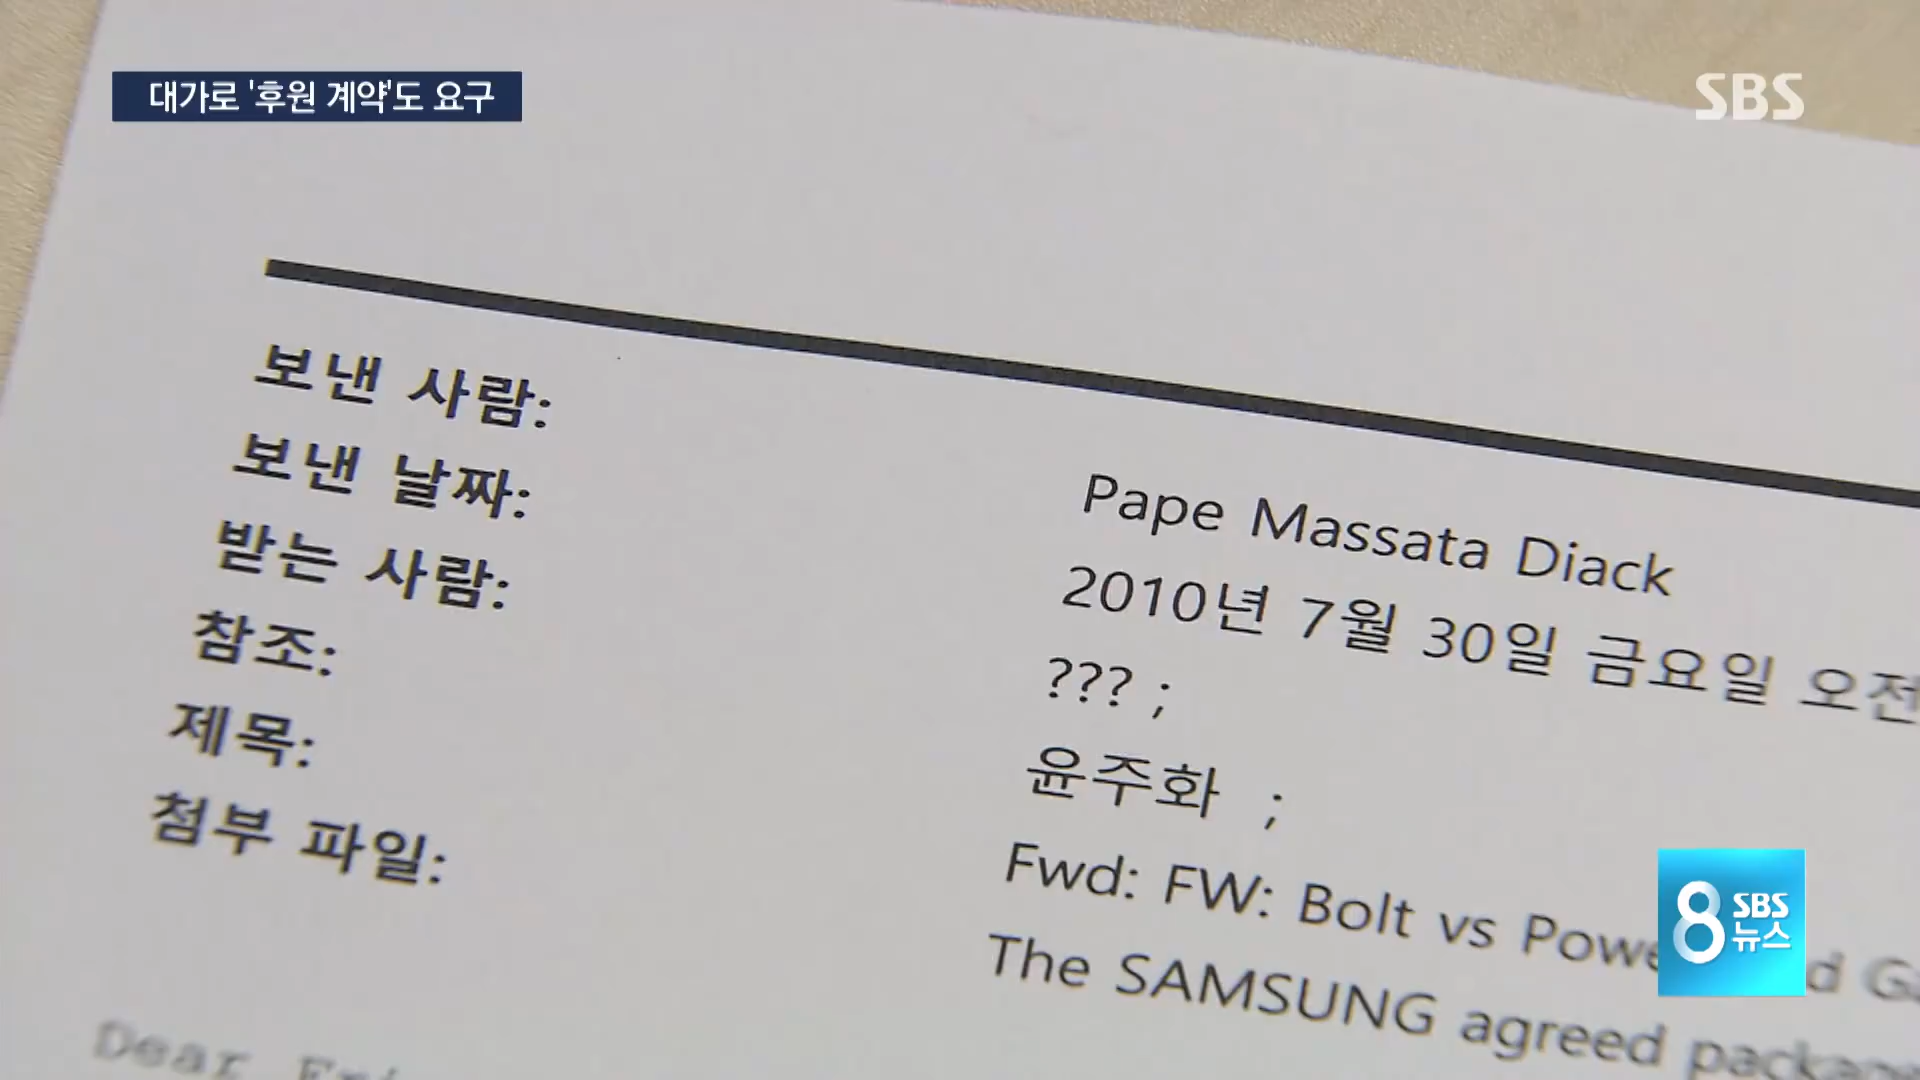 대가로 '후원 계약'도 요구
SBS
보낸 사람:
Pape Massata Diack
보낸 날짜:
2010년 7월 30일 금요일 오전
받는 사람:
??? ;
참조:
윤주화 ;
제목:
Fwd: FW: Bolt vs
첨부 파일:
The SAMSUNG agreed
Dear
8 SBS
뉴스